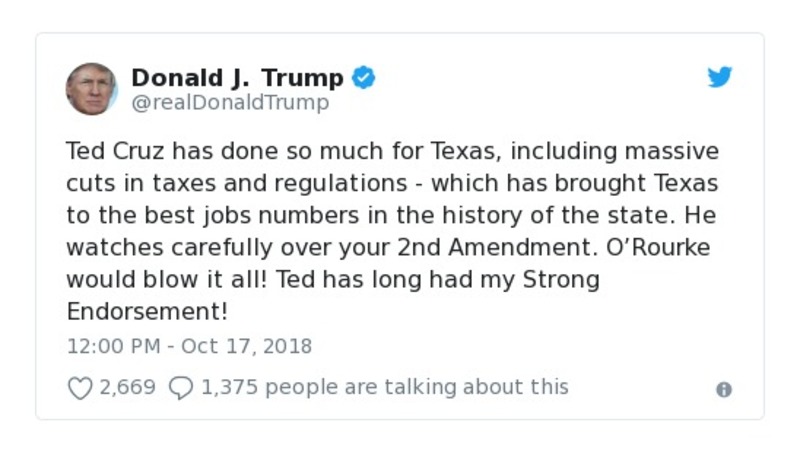 Donald J. Trump
@realDonaldTrump
Ted Cruz has done so much for Texas, including massive
cuts in taxes and regulations - which has brought Texas
to the best jobs numbers in the history of the state. He
watches carefully over your 2nd Amendment. O’Rourke
would blow it all! Ted has long had my Strong
Endorsement!
12:00 PM - Oct 17, 2018
2,669 1,375 people are talking about this